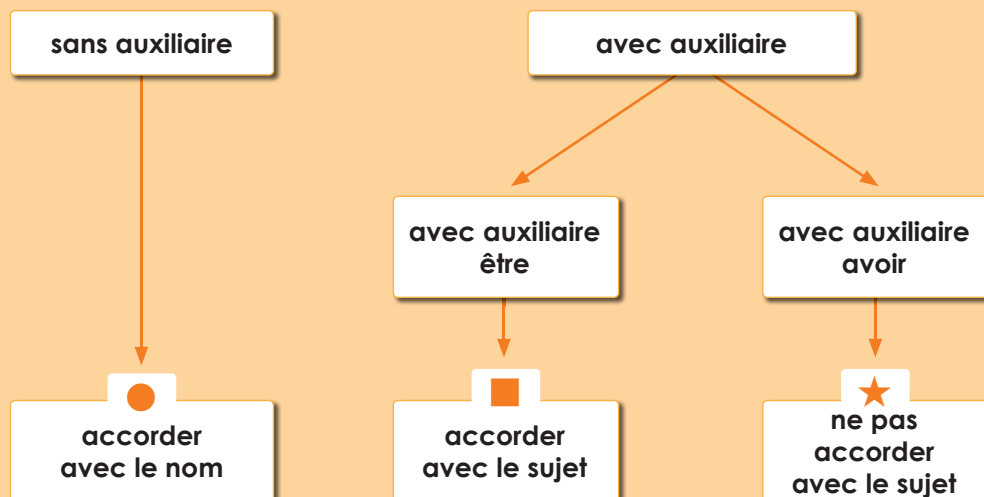 sans auxiliaire
avec auxiliaire
avec auxiliaire
être
avec auxiliaire
avoir
accorder
avec le nom
accorder
avec le sujet
ne pas
accorder
avec le sujet